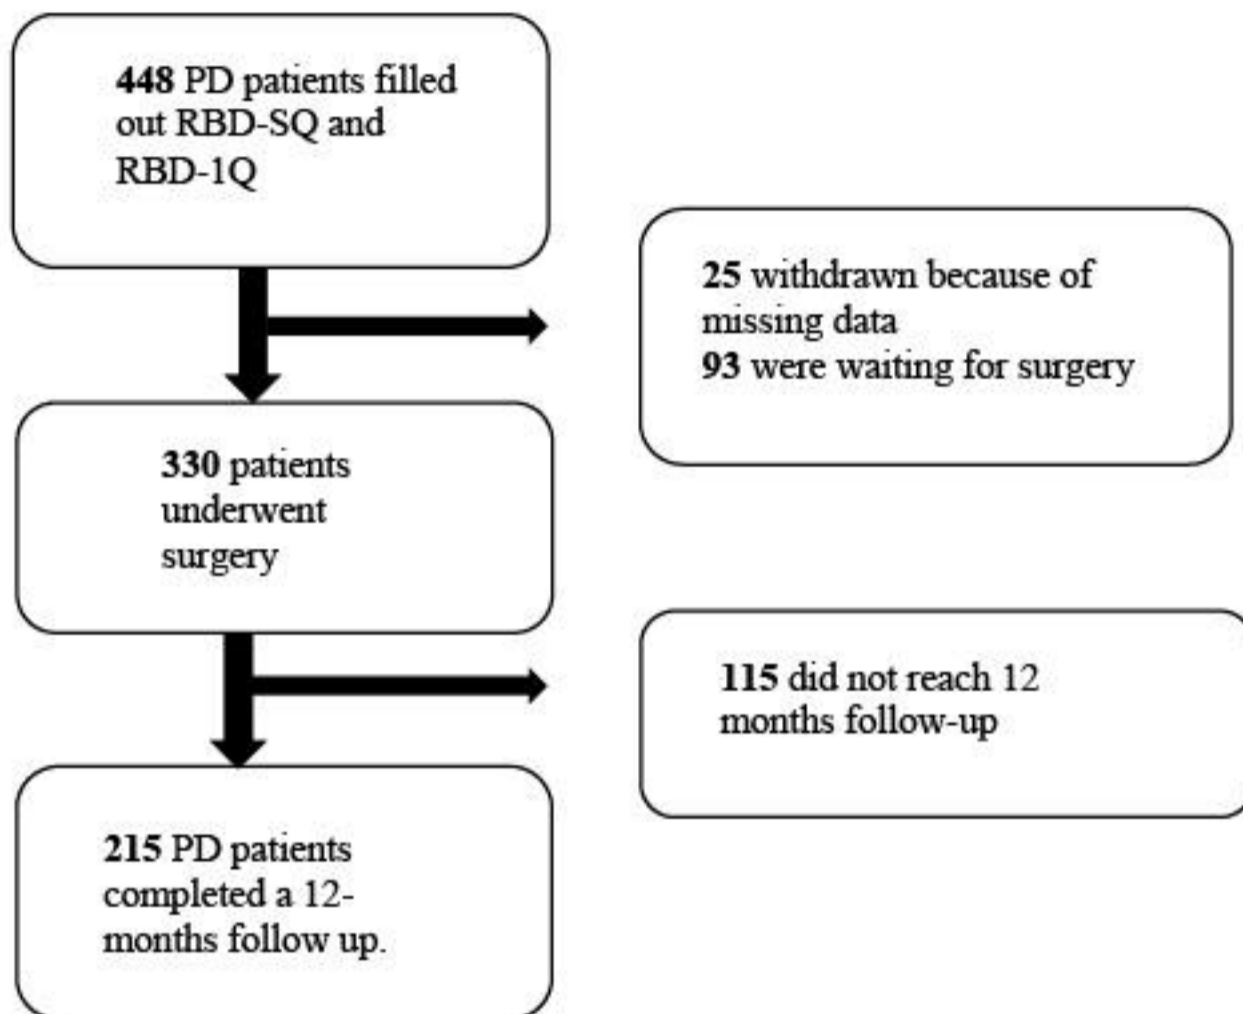 448 PD patients filled
out RBD-SQ and
RBD-1Q
25 withdrawn because of
missing data
93 were waiting for surgery
330 patients
underwent
surgery
115 did not reach 12
months follow-up
215 PD patients
completed a 12-
months follow up.